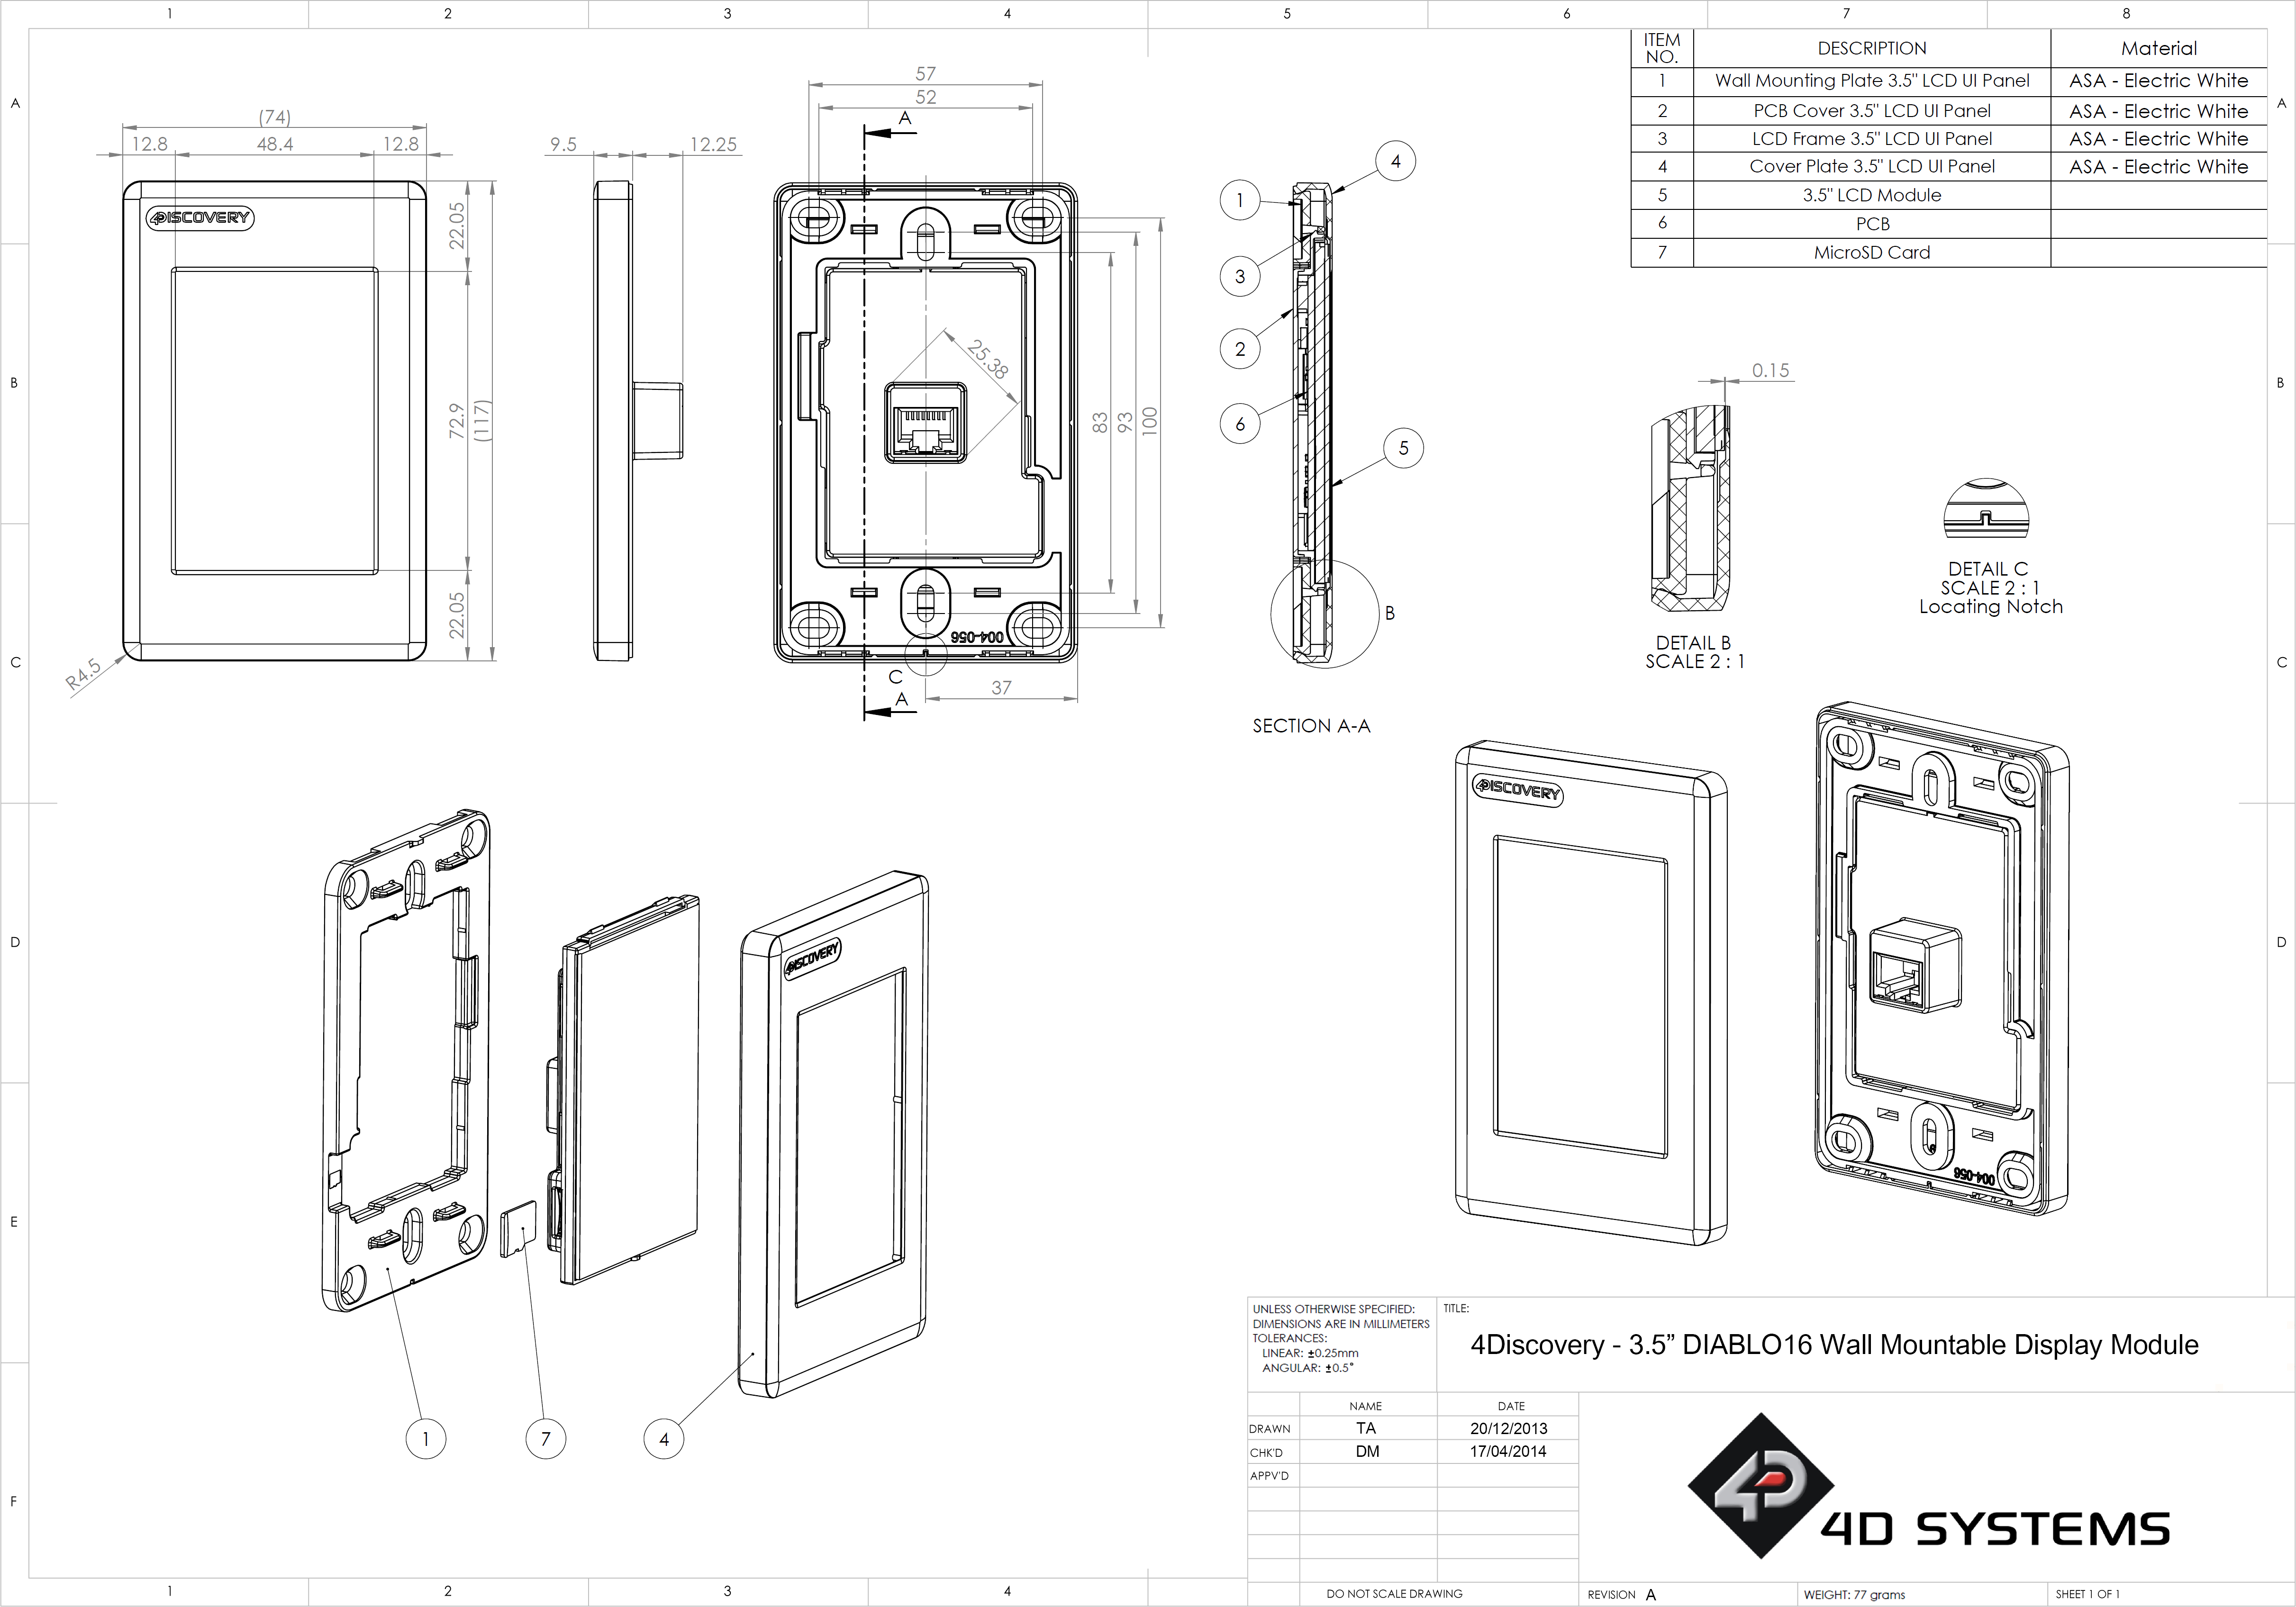 1 2 3 4 5 6 7 8
A
B
C
D
E
F
A
B
C
D
(74)
12.8 48.4 12.8
4DISCOVERY
22.05
72.9
(117)
22.05
R4.5
9.5 12.25
57
52
A
25.38
83
93
100
004-056
C
A
37
4
1
3
2
6
5
B
SECTION A-A
ITEM NO. DESCRIPTION Material
1 Wall Mounting Plate 3.5" LCD UI Panel ASA - Electric White
2 PCB Cover 3.5" LCD UI Panel ASA - Electric White
3 LCD Frame 3.5" LCD UI Panel ASA - Electric White
4 Cover Plate 3.5" LCD UI Panel ASA - Electric White
5 3.5" LCD Module
6 PCB
7 MicroSD Card
0.15
DETAIL B
SCALE 2 : 1
DETAIL C
SCALE 2 : 1
Locating Notch
4DISCOVERY
1
7
4
4DISCOVERY
004-056
UNLESS OTHERWISE SPECIFIED:
DIMENSIONS ARE IN MILLIMETERS
TOLERANCES:
LINEAR: ±0.25mm
ANGULAR: ±0.5°
TITLE:
4Discovery - 3.5” DIABLO16 Wall Mountable Display Module
NAME DATE
DRAWN TA 20/12/2013
CHK'D DM 17/04/2014
APPV'D
4D
4D SYSTEMS
DO NOT SCALE DRAWING
REVISION A
WEIGHT: 77 grams
SHEET 1 OF 1
1 2 3 4